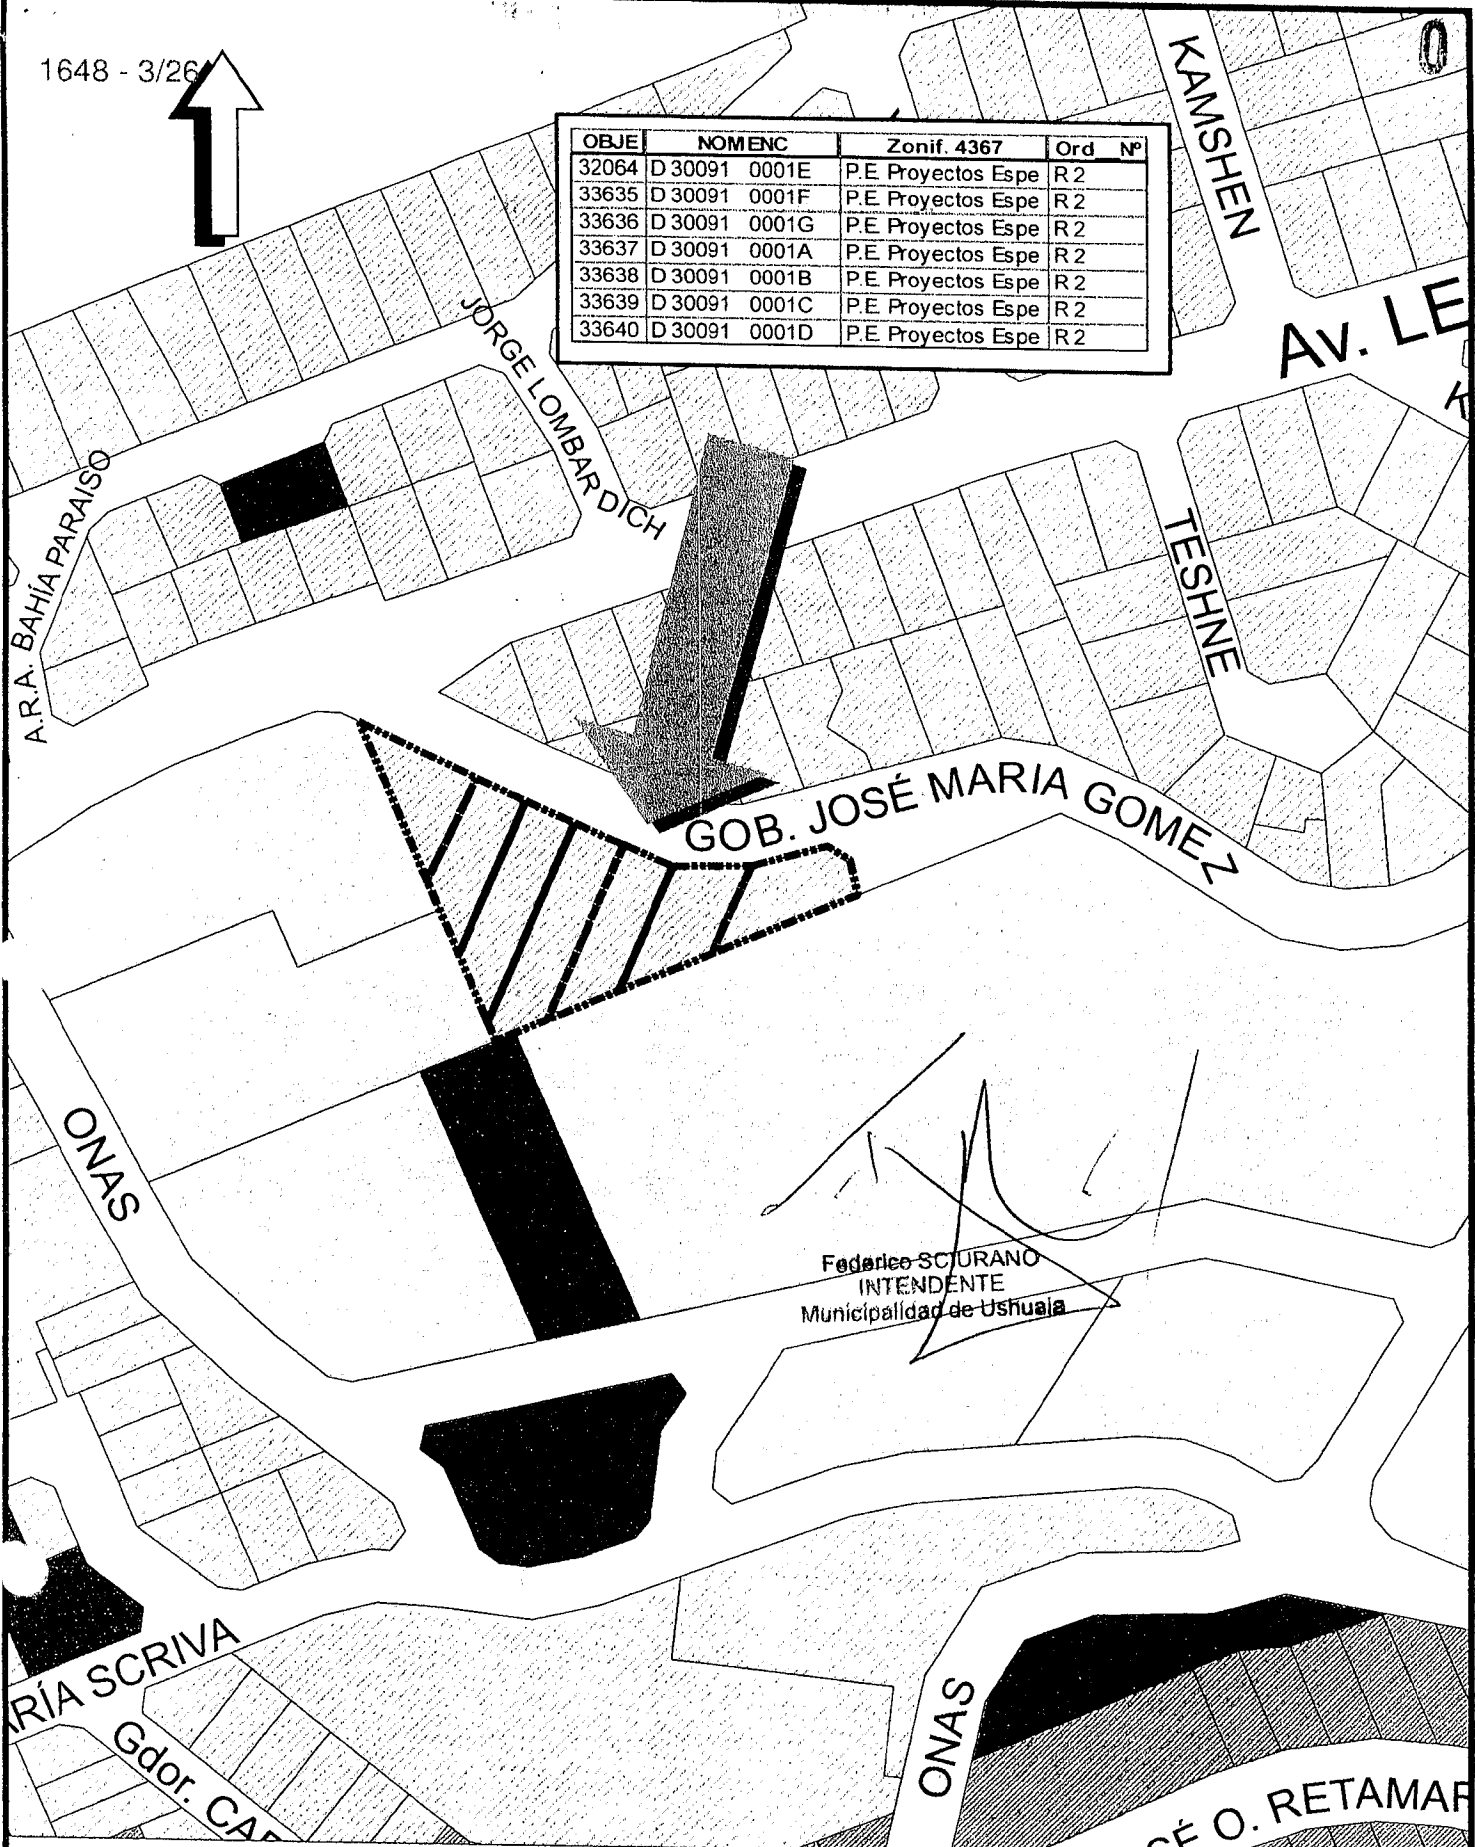 1648 - 3/26
0
KAMSHEN
OBJE NOMENC Zonif. 4367 Ord Nº
32064 D 30091 0001E P.E. Proyectos Espe R 2
33635 D 30091 0001F P.E. Proyectos Espe R 2
33636 D 30091 0001G P.E. Proyectos Espe R 2
33637 D 30091 0001A P.E. Proyectos Espe R 2
33638 D 30091 0001B P.E. Proyectos Espe R 2
33639 D 30091 0001C P.E. Proyectos Espe R 2
33640 D 30091 0001D P.E. Proyectos Espe R 2
Av. LE
K
JORGE LOMBARDICH
A.R.A. BAHÍA PARAISO
TESHNE
GOB. JOSÉ MARIA GOMEZ
ONAS
Federico SCIURANO
INTENDENTE
Municipalidad de Ushuaia
RÍA SCRIVA
Gdor. CAR
ONAS
SÉ O. RETAMAR